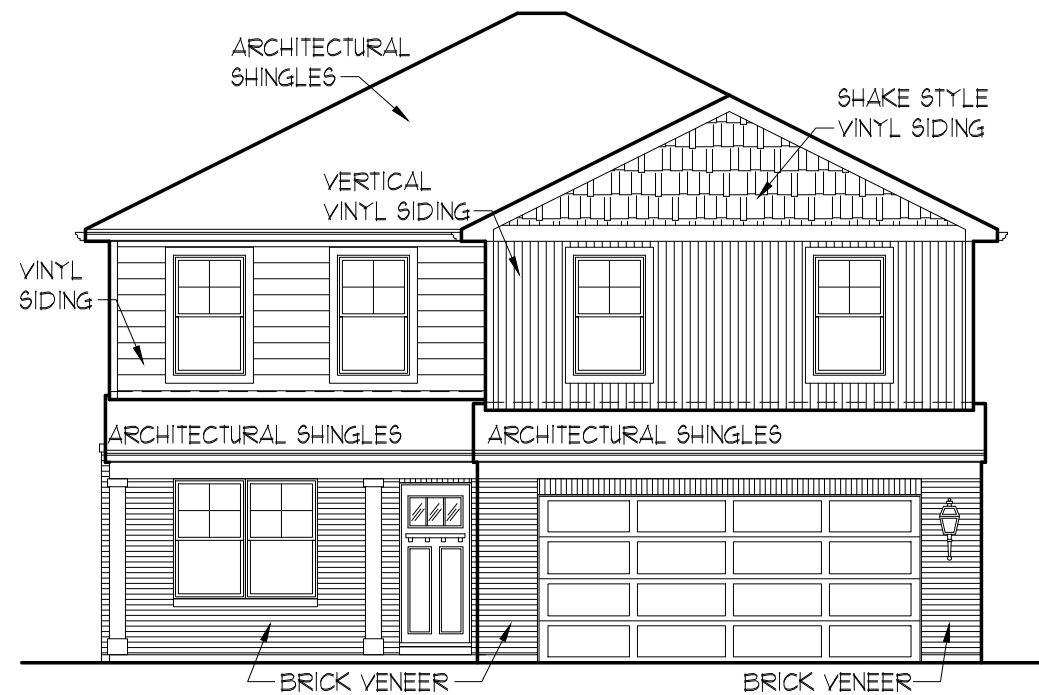 ARCHITECTURAL
SHINGLES
SHAKE STYLE
VINYL SIDING
VERTICAL
VINYL SIDING
VINYL
SIDING
ARCHITECTURAL SHINGLES
ARCHITECTURAL SHINGLES
BRICK VENEER
BRICK VENEER